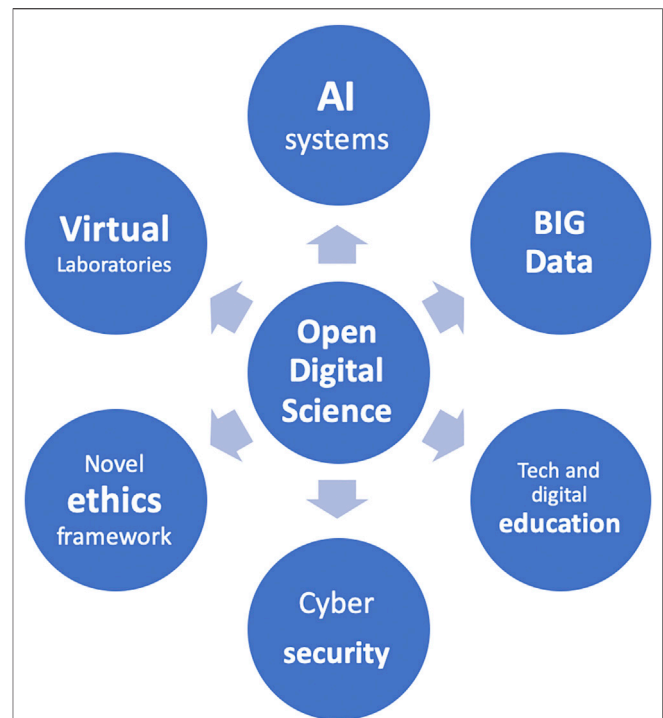 AI
systems
BIG
Data
Tech and
digital
education
Cyber
security
Novel
ethics
framework
Virtual
Laboratories
Open
Digital
Science